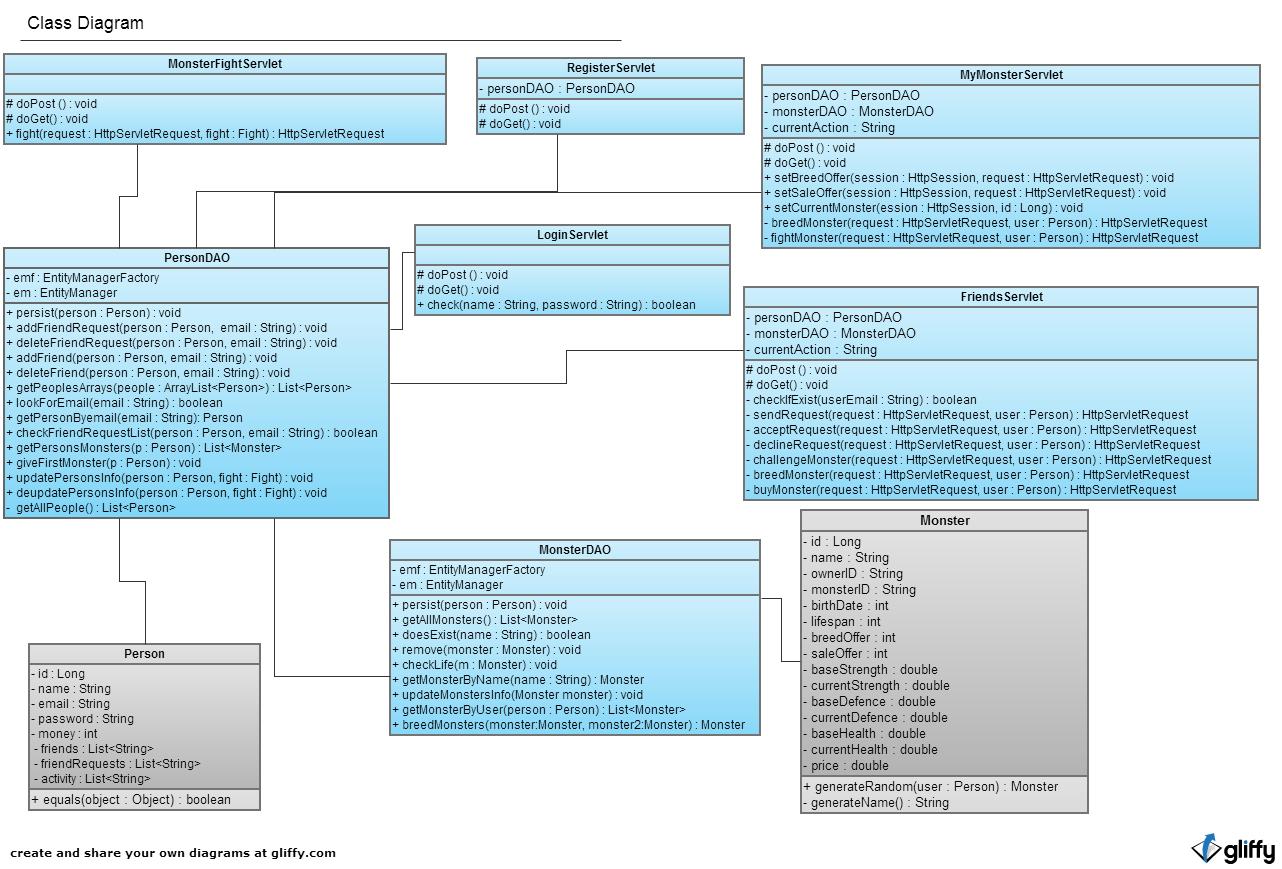 Class Diagram
MonsterFightServlet
# doPost () : void
# doGet() : void
+ fight(request : HttpServletRequest, fight : Fight) : HttpServletRequest
RegisterServlet
- personDAO : PersonDAO
# doPost () : void
# doGet() : void
MyMonsterServlet
- personDAO : PersonDAO
- monsterDAO : MonsterDAO
- currentAction : String
# doPost () : void
# doGet() : void
+ setBreedOffer(session : HttpSession, request : HttpServletRequest) : void
+ setSaleOffer(session : HttpSession, request : HttpServletRequest) : void
+ setCurrentMonster(ession : HttpSession, id : Long) : void
- breedMonster(request : HttpServletRequest, user : Person) : HttpServletRequest
- fightMonster(request : HttpServletRequest, user : Person) : HttpServletRequest
PersonDAO
- emf : EntityManagerFactory
- em : EntityManager
+ persist(person : Person) : void
+ addFriendRequest(person : Person, email : String) : void
+ deleteFriendRequest(person : Person, email : String) : void
+ addFriend(person : Person, email : String) : void
+ deleteFriend(person : Person, email : String) : void
+ getPeoplesArrays(people : ArrayList<Person>) : List<Person>
+ lookForEmail(email : String) : boolean
+ getPersonByemail(email : String): Person
+ checkFriendRequestList(person : Person, email : String) : boolean
+ getPersonsMonsters(p : Person) : List<Monster>
+ giveFirstMonster(p : Person) : void
+ updatePersonsInfo(person : Person, fight : Fight) : void
+ deupdatePersonsInfo(person : Person, fight : Fight) : void
- getAllPeople() : List<Person>
LoginServlet
# doPost () : void
# doGet() : void
+ check(name : String, password : String) : boolean
FriendsServlet
- personDAO : PersonDAO
- monsterDAO : MonsterDAO
- currentAction : String
# doPost () : void
# doGet() : void
- checkIfExist(userEmail : String) : boolean
- sendRequest(request : HttpServletRequest, user : Person) : HttpServletRequest
- acceptRequest(request : HttpServletRequest, user : Person) : HttpServletRequest
- declineRequest(request : HttpServletRequest, user : Person) : HttpServletRequest
- challengeMonster(request : HttpServletRequest, user : Person) : HttpServletRequest
- breedMonster(request : HttpServletRequest, user : Person) : HttpServletRequest
- buyMonster(request : HttpServletRequest, user : Person) : HttpServletRequest
MonsterDAO
- emf : EntityManagerFactory
- em : EntityManager
+ persist(person : Person) : void
+ getAllMonsters() : List<Monster>
+ doesExist(name : String) : boolean
+ remove(monster : Monster) : void
+ checkLife(m : Monster) : void
+ getMonsterByName(name : String) : Monster
+ updateMonstersInfo(Monster monster) : void
+ getMonsterByUser(person : Person) : List<Monster>
+ breedMonsters(monster:Monster, monster2:Monster) : Monster
Monster
- id : Long
- name : String
- ownerID : String
- monsterID : String
- birthDate : int
- lifespan : int
- breedOffer : int
- saleOffer : int
- baseStrength : double
- currentStrength : double
- baseDefence : double
- currentDefence : double
- baseHealth : double
- currentHealth : double
- price : double
+ generateRandom(user : Person) : Monster
- generateName() : String
Person
- id : Long
- name : String
- email : String
- password : String
- money : int
- friends : List<String>
- friendRequests : List<String>
- activity : List<String>
+ equals(object : Object) : boolean
create and share your own diagrams at gliffy.com
gliffy